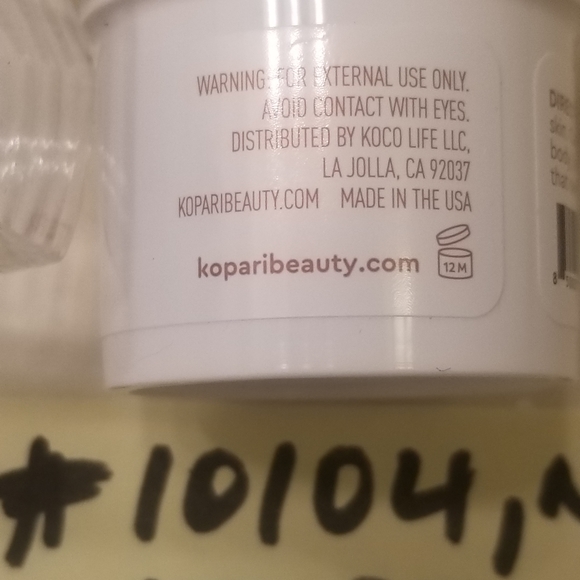 WARNING: FOR EXTERNAL USE ONLY.
AVOID CONTACT WITH EYES.
DISTRIBUTED BY KOCO LIFE LLC,
LA JOLLA, CA 92037
KOPARIBEAUTY.COM MADE IN THE USA
koparibeauty.com
12M
skin
#10104,